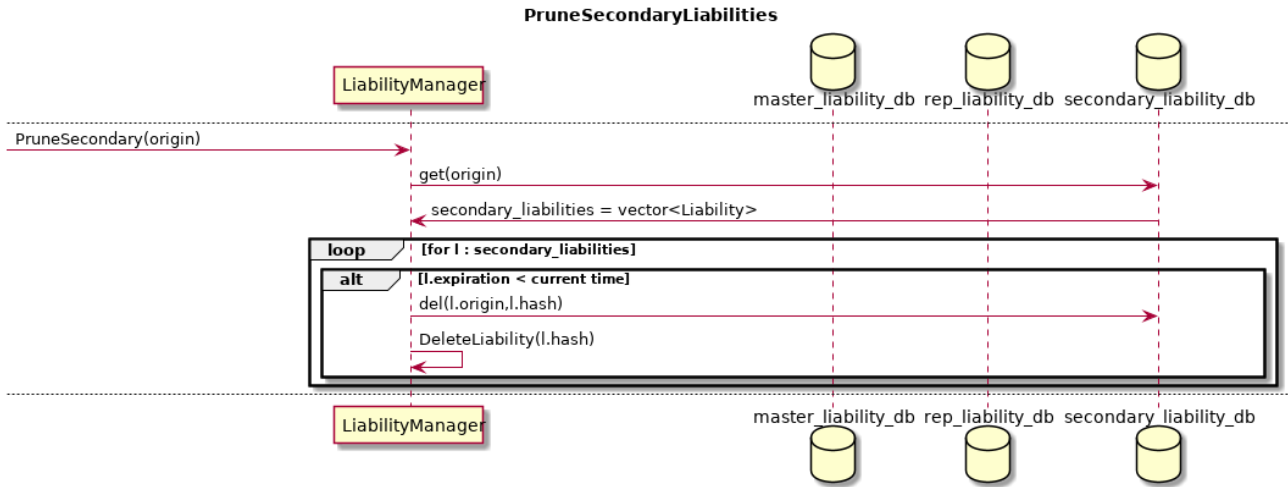 PruneSecondaryLiabilities
LiabilityManager
master_liability_db rep_liability_db secondary_liability_db
PruneSecondary(origin)
get(origin)
secondary_liabilities = vector<Liability>
loop [for l : secondary_liabilities]
alt [l.expiration < current time]
del(l.origin,l.hash)
DeleteLiability(l.hash)
LiabilityManager
master_liability_db rep_liability_db secondary_liability_db